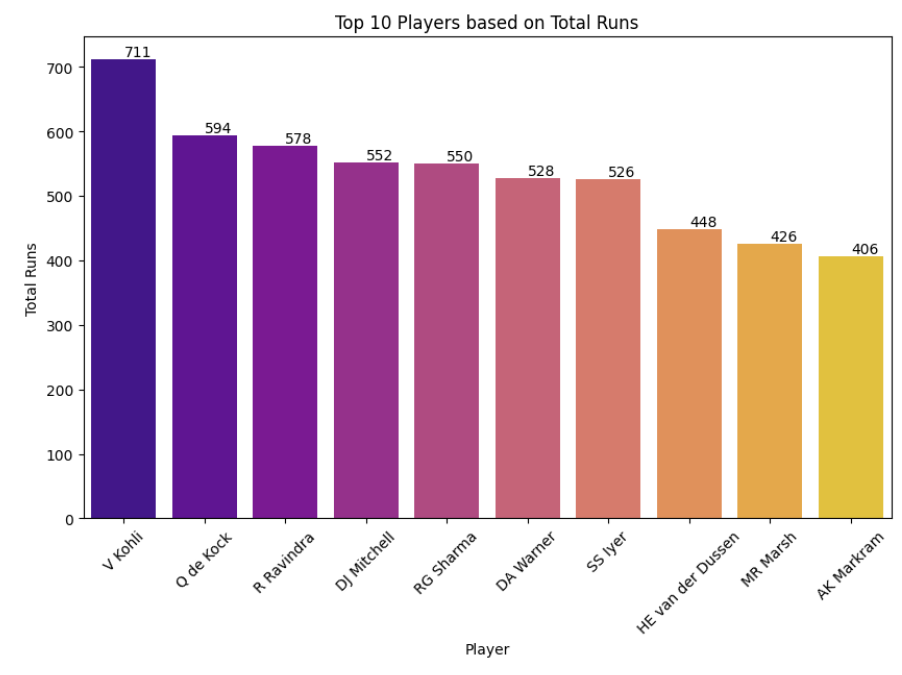 Top 10 Players based on Total Runs
711
594
578
552
550
528
526
448
426
406
700
600
500
400
300
200
100
0
Total Runs
V Kohli
Q de Kock
R Ravindra
DJ Mitchell
RG Sharma
DA Warner
SS Iyer
HE van der Dussen
MR Marsh
AK Markram
Player